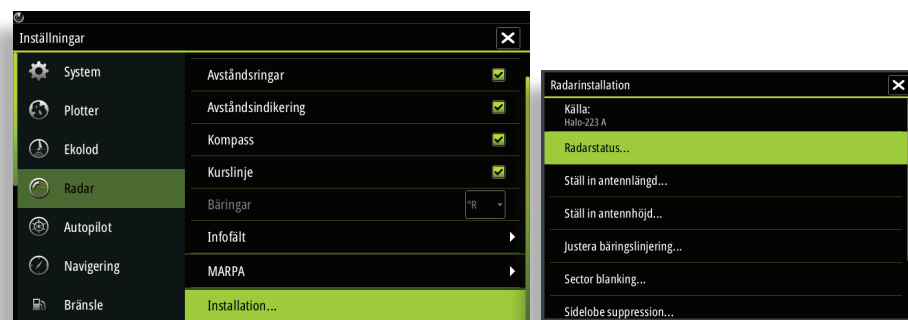 Inställningar
System
Plotter
Ekolod
Radar
Autopilot
Navigering
Bränsle
Avståndsringar
Avståndsindikering
Kompass
Kurslinje
Bäringar °R
Infofält
MARPA
Installation...
Radarinstallation
Källa:
Halo-223 A
Radarstatus...
Ställ in antennlängd...
Ställ in antennhöjd...
Justera bäringslinjering...
Sector blanking...
Sidelobe suppression...